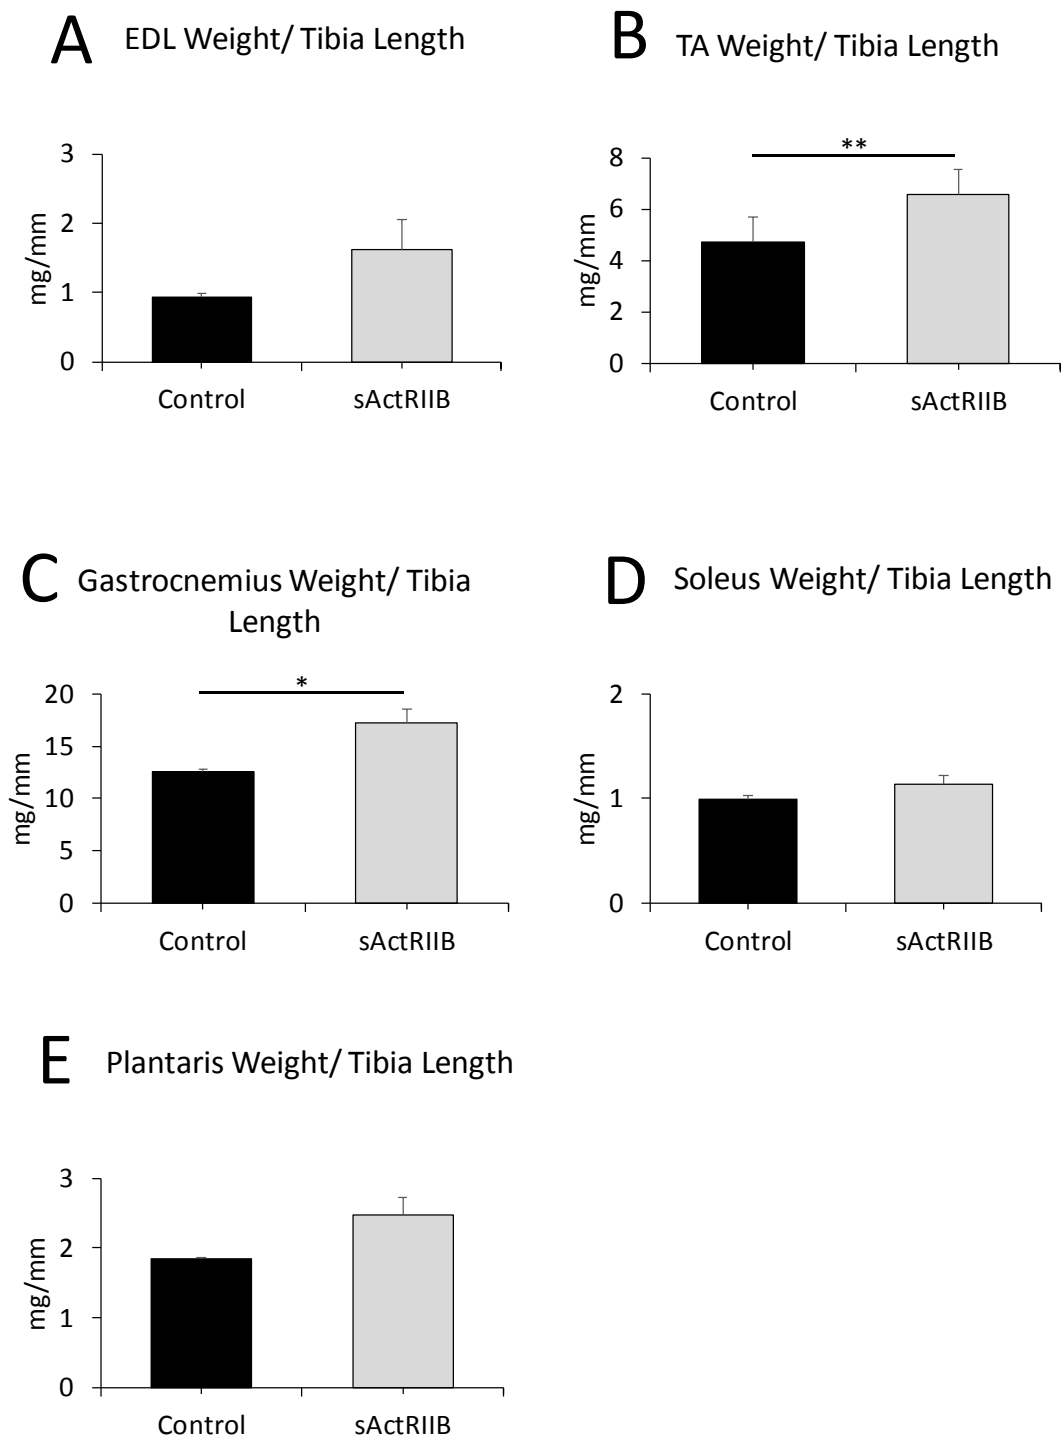 A EDL Weight/ Tibia Length
mg/mm
3
2
1
0
Control sActRIIB
B TA Weight/ Tibia Length
**
mg/mm
8
6
4
2
0
Control sActRIIB
C Gastrocnemius Weight/ Tibia
Length
*
mg/mm
20
15
10
5
0
Control sActRIIB
D Soleus Weight/ Tibia Length
mg/mm
2
1
0
Control sActRIIB
E Plantaris Weight/ Tibia Length
mg/mm
3
2
1
0
Control sActRIIB